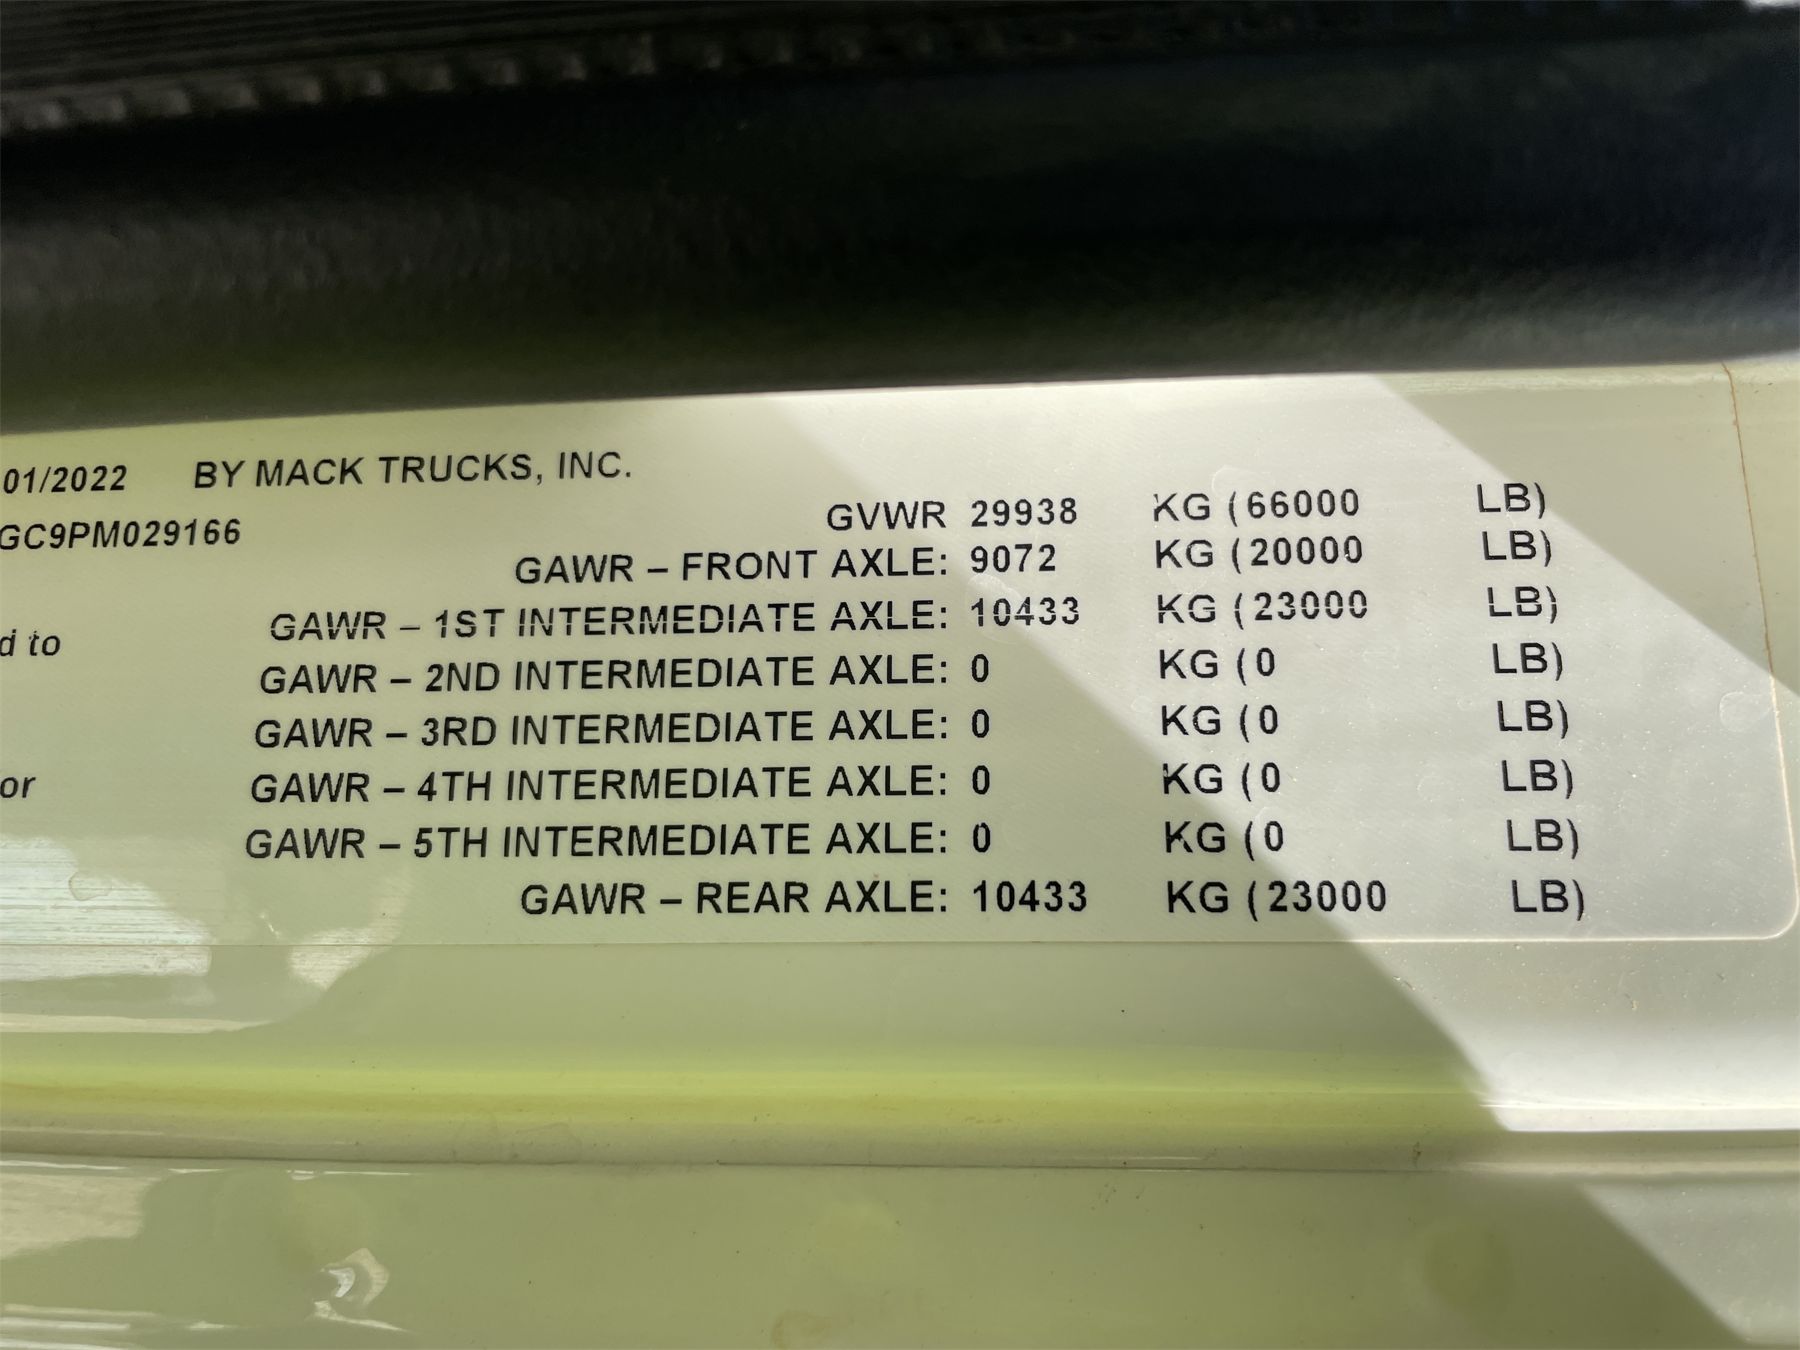 01/2022 BY MACK TRUCKS, INC.
GC9PM029166
GVWR 29938 KG (66000 LB)
GAWR – FRONT AXLE: 9072 KG (20000 LB)
d to
GAWR – 1ST INTERMEDIATE AXLE: 10433 KG (23000 LB)
GAWR – 2ND INTERMEDIATE AXLE: 0 KG (0 LB)
GAWR – 3RD INTERMEDIATE AXLE: 0 KG (0 LB)
or
GAWR – 4TH INTERMEDIATE AXLE: 0 KG (0 LB)
GAWR – 5TH INTERMEDIATE AXLE: 0 KG (0 LB)
GAWR – REAR AXLE: 10433 KG (23000 LB)